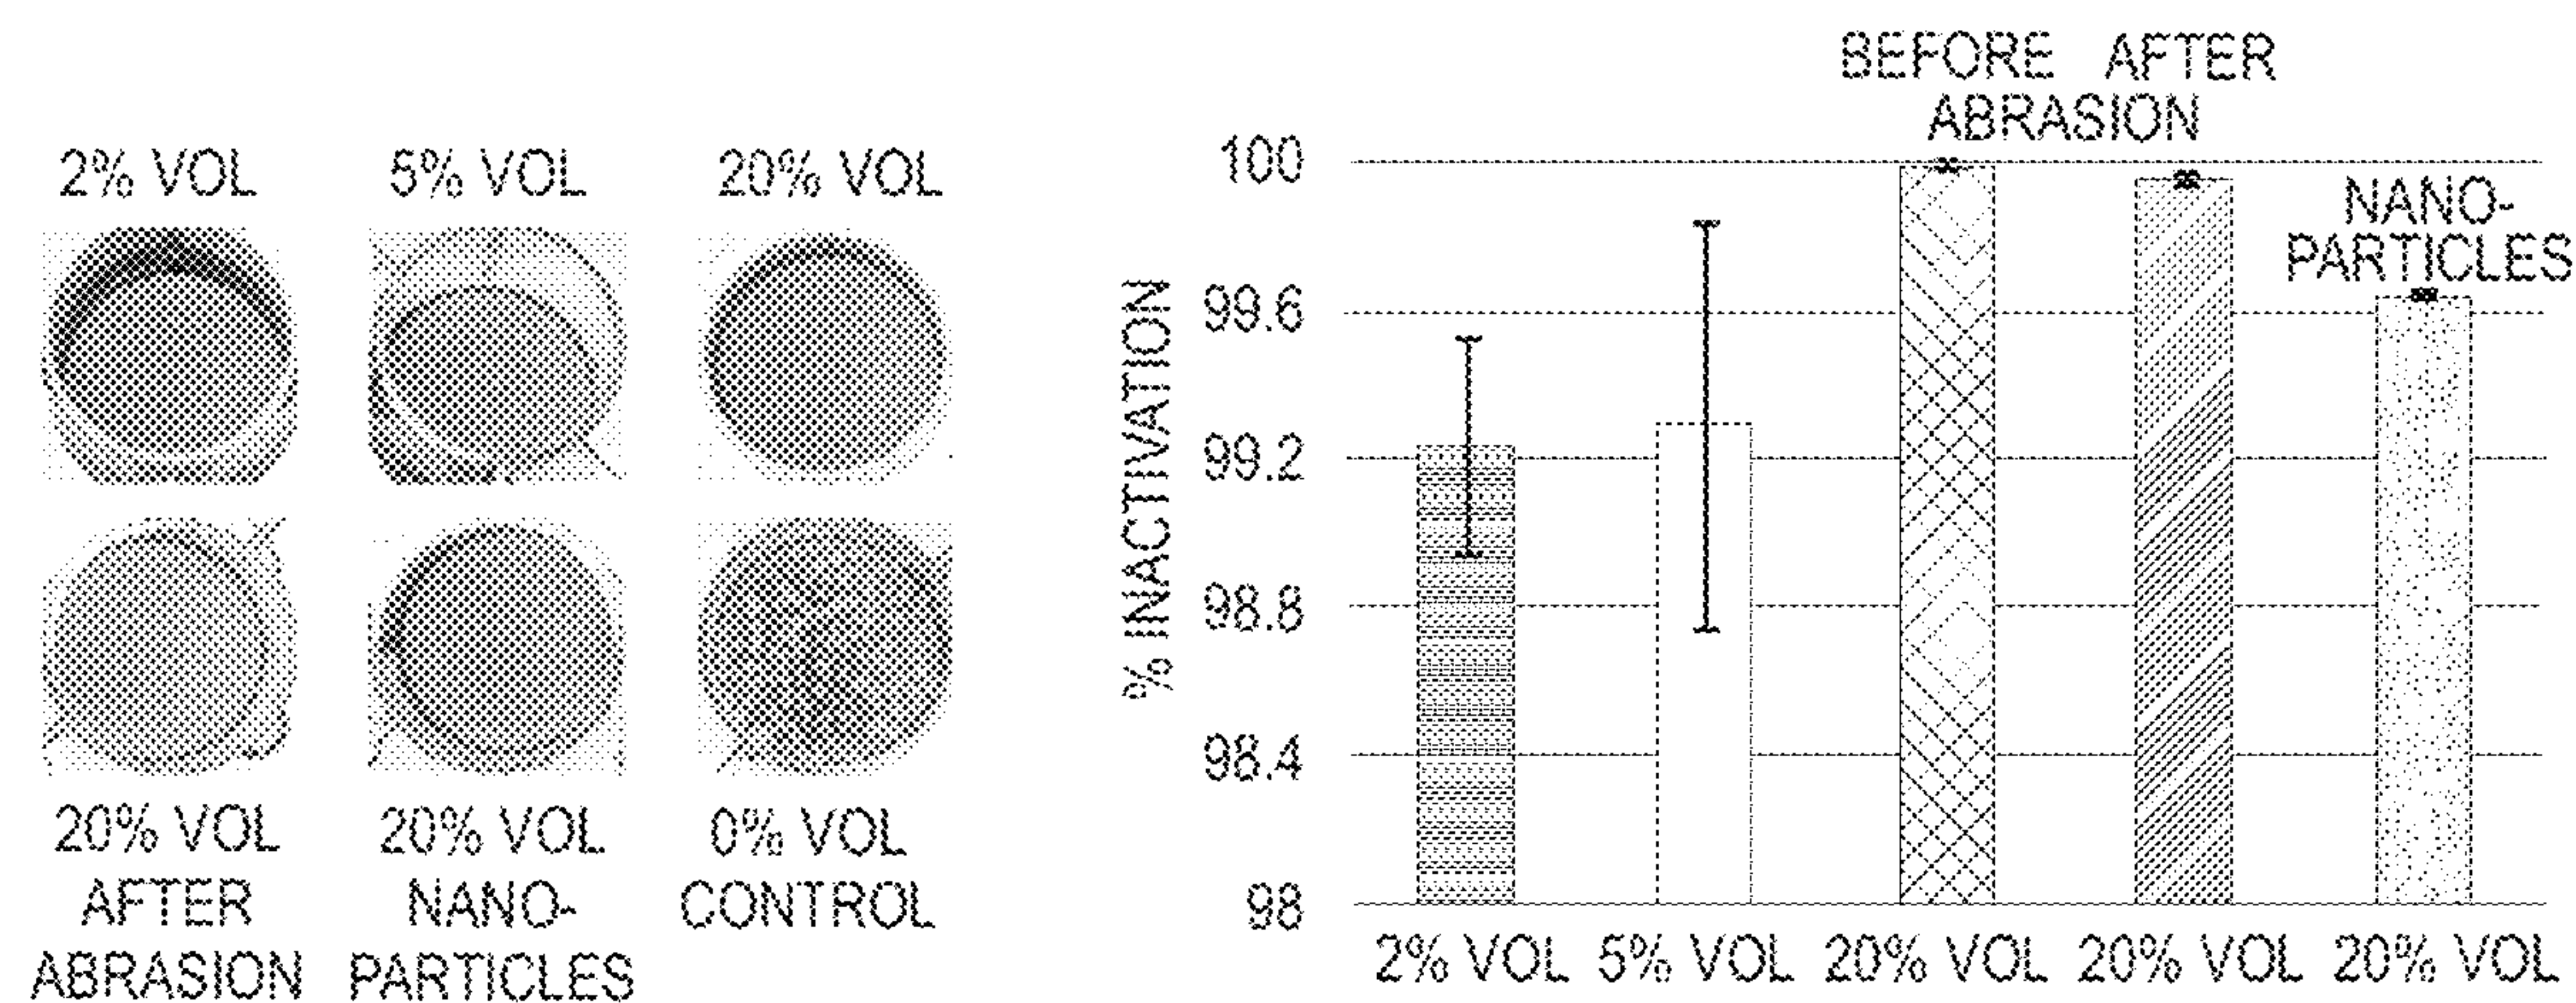 2% VOL 5% VOL 20% VOL
20% VOL 20% VOL 0% VOL
AFTER NANO- CONTROL
ABRASION PARTICLES
BEFORE AFTER
ABRASION
NANO-
PARTICLES
% INACTIVATION
100
99.6
99.2
98.8
98.4
98
2% VOL 5% VOL 20% VOL 20% VOL 20% VOL